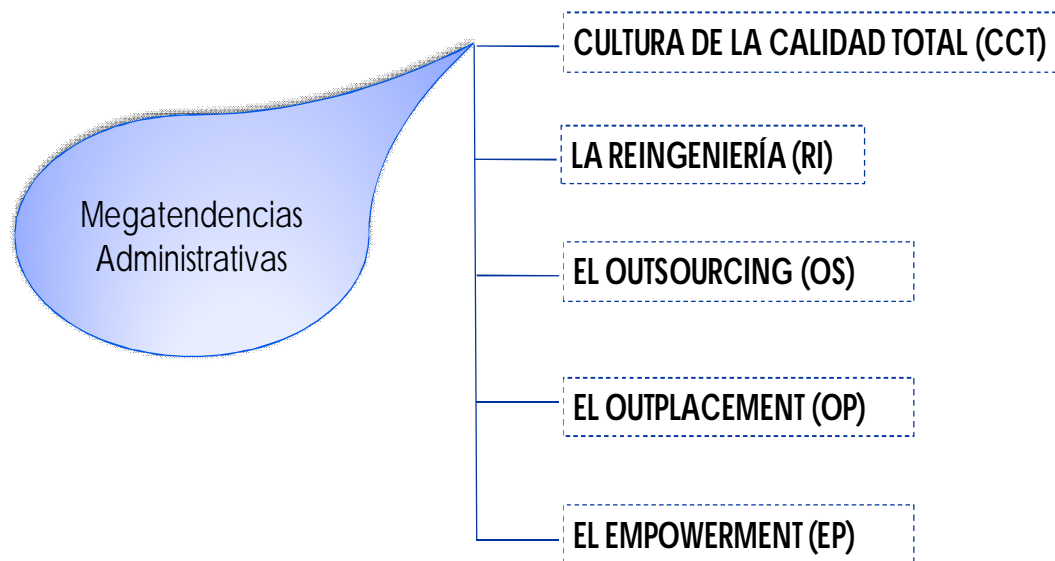 CULTURA DE LA CALIDAD TOTAL (CCT)
LA REINGENIERÍA (RI)
Megatendencias
Administrativas
EL OUTSOURCING (OS)
EL OUTPLACEMENT (OP)
EL EMPOWERMENT (EP)